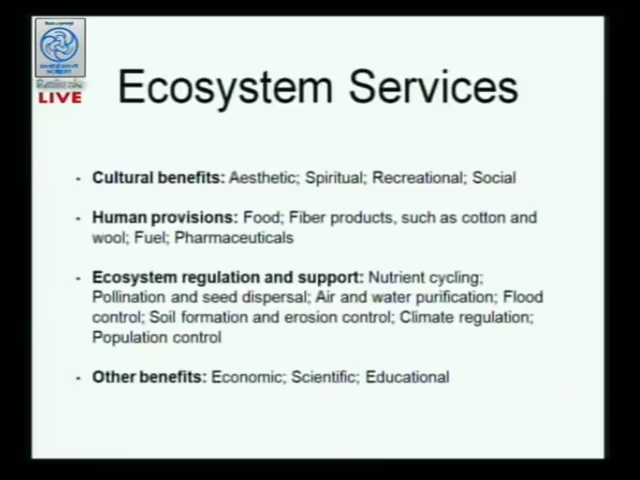 NCERT
LIVE
Ecosystem Services
- Cultural benefits: Aesthetic; Spiritual; Recreational; Social
- Human provisions: Food; Fiber products, such as cotton and
wool; Fuel; Pharmaceuticals
- Ecosystem regulation and support: Nutrient cycling;
Pollination and seed dispersal; Air and water purification; Flood
control; Soil formation and erosion control; Climate regulation;
Population control
- Other benefits: Economic; Scientific; Educational